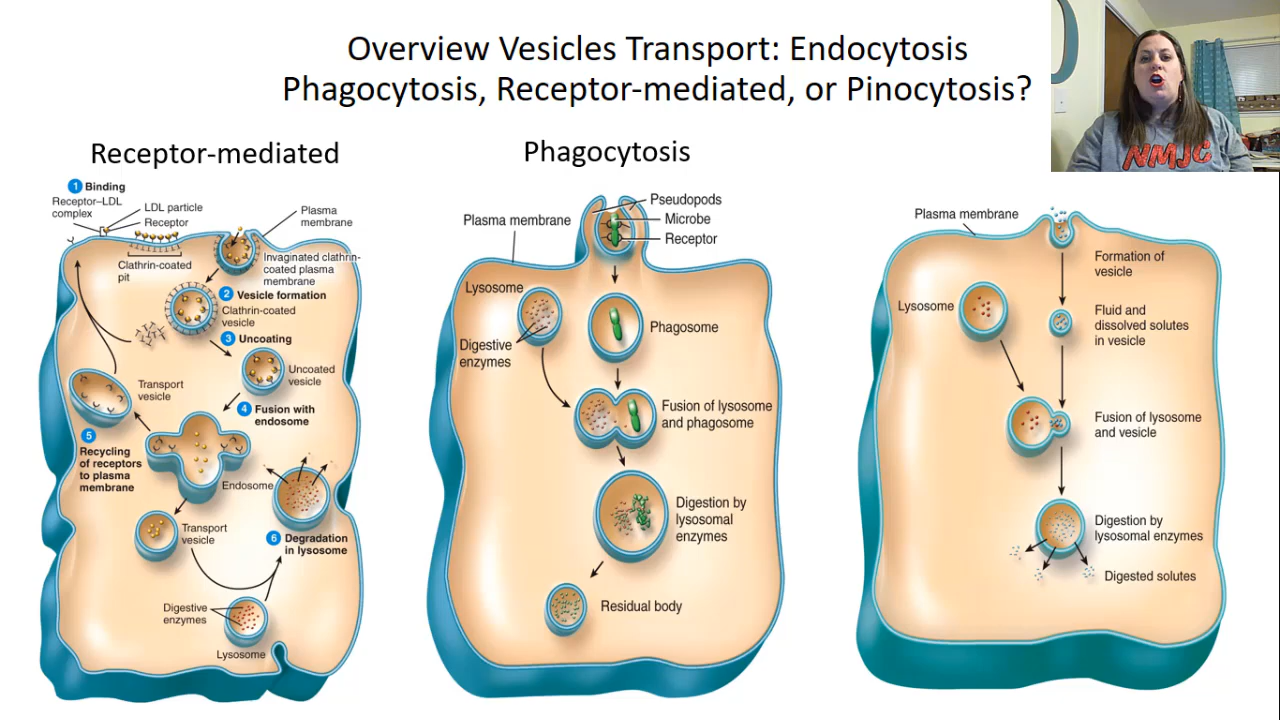 Overview Vesicles Transport: Endocytosis
Phagocytosis, Receptor-mediated, or Pinocytosis?
NMJC
Receptor-mediated
1 Binding
Receptor–LDL
complex
LDL particle
Receptor
Plasma
membrane
Clathrin-coated
pit
Invaginated clathrin-
coated plasma
membrane
2 Vesicle formation
Clathrin-coated
vesicle
3 Uncoating
Uncoated
vesicle
Transport
vesicle
4 Fusion with
endosome
5
Recycling
of receptors
to plasma
membrane
Endosome
Transport
vesicle
6 Degradation
in lysosome
Digestive
enzymes
Lysosome
Phagocytosis
Pseudopods
Plasma membrane
Microbe
Receptor
Lysosome
Phagosome
Digestive
enzymes
Fusion of lysosome
and phagosome
Digestion by
lysosomal
enzymes
Residual body
Plasma membrane
Formation of
vesicle
Lysosome
Fluid and
dissolved solutes
in vesicle
Fusion of lysosome
and vesicle
Digestion by
lysosomal enzymes
Digested solutes